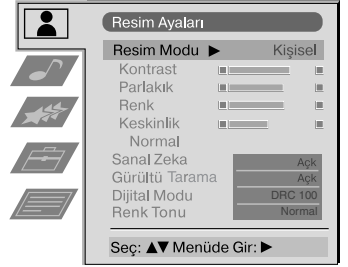 Resim Ayaları
Resim Modu ▶ Kişisel
Kontrast
Parlakık
Renk
Keskinlik
Normal
Sanal Zeka Açk
Gürültü Tarama Açk
Dijital Modu DRC 100
Renk Tonu Normal
Seç: ▲▼ Menüde Gir: ▶